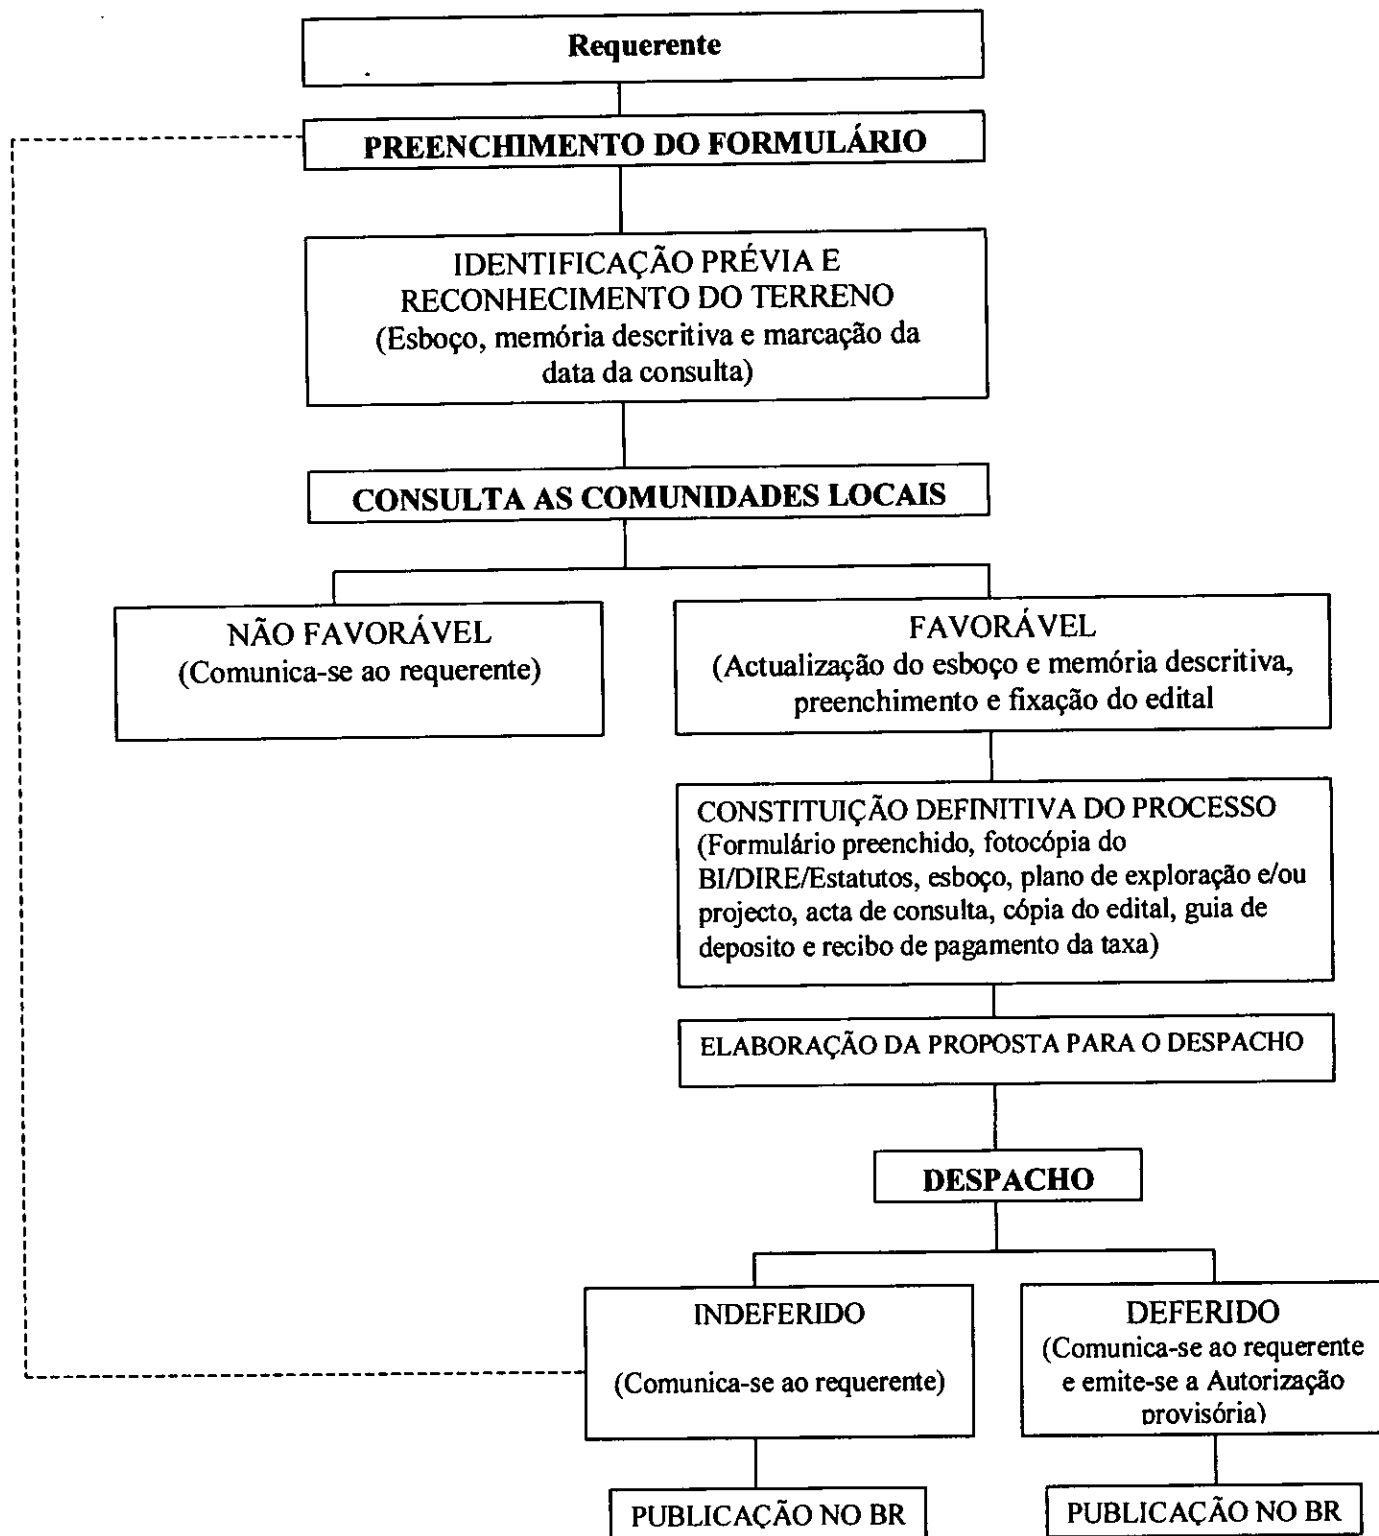 Requerente
PREENCHIMENTO DO FORMULÁRIO
IDENTIFICAÇÃO PRÉVIA E
RECONHECIMENTO DO TERRENO
(Esboço, memória descritiva e marcação da
data da consulta)
CONSULTA AS COMUNIDADES LOCAIS
NÃO FAVORÁVEL
(Comunica-se ao requerente)
FAVORÁVEL
(Actualização do esboço e memória descritiva,
preenchimento e fixação do edital
CONSTITUIÇÃO DEFINITIVA DO PROCESSO
(Formulário preenchido, fotocópia do
BI/DIRE/Estatutos, esboço, plano de exploração e/ou
projecto, acta de consulta, cópia do edital, guia de
deposito e recibo de pagamento da taxa)
ELABORAÇÃO DA PROPOSTA PARA O DESPACHO
DESPACHO
INDEFERIDO
(Comunica-se ao requerente)
DEFERIDO
(Comunica-se ao requerente
e emite-se a Autorização
provisória)
PUBLICAÇÃO NO BR
PUBLICAÇÃO NO BR